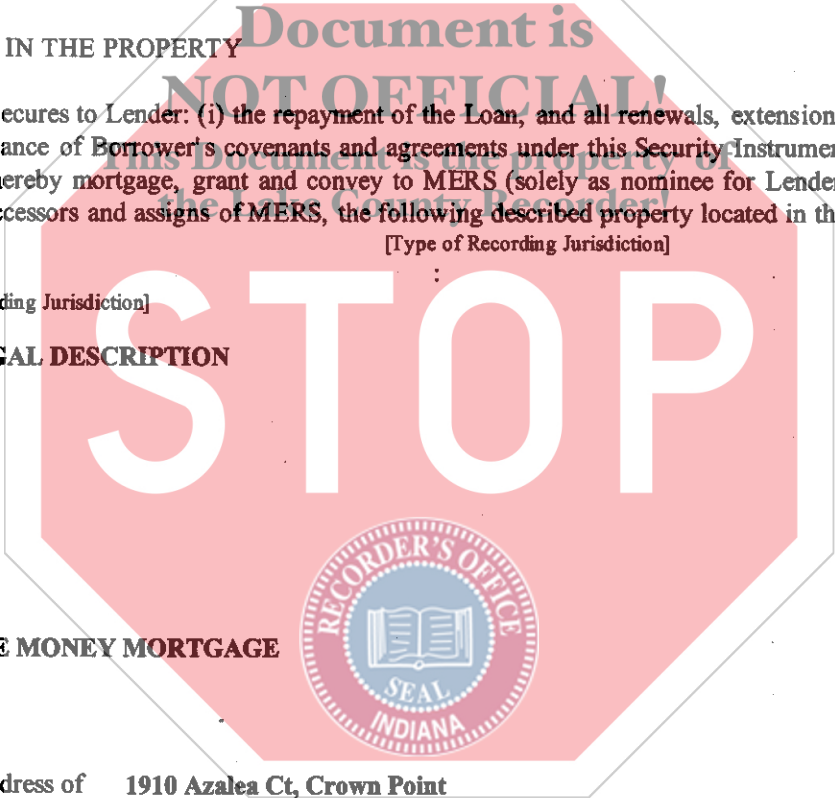 Document is
IN THE PROPERTY
NOT OFFICIAL!
ecures to Lender: (i) the repayment of the Loan, and all renewals, extension
This Document is the property of
ance of Borrower's covenants and agreements under this Security Instrumen
ereby mortgage, grant and convey to MERS (solely as nominee for Lender
the Lake County Recorder!
cessors and assigns of MERS, the following described property located in th
[Type of Recording Jurisdiction]
:
ding Jurisdiction]
GAL DESCRIPTION
STOP
RECORDER'S OFFICE
SEAL
INDIANA
E MONEY MORTGAGE
dress of 1910 Azalea Ct, Crown Point